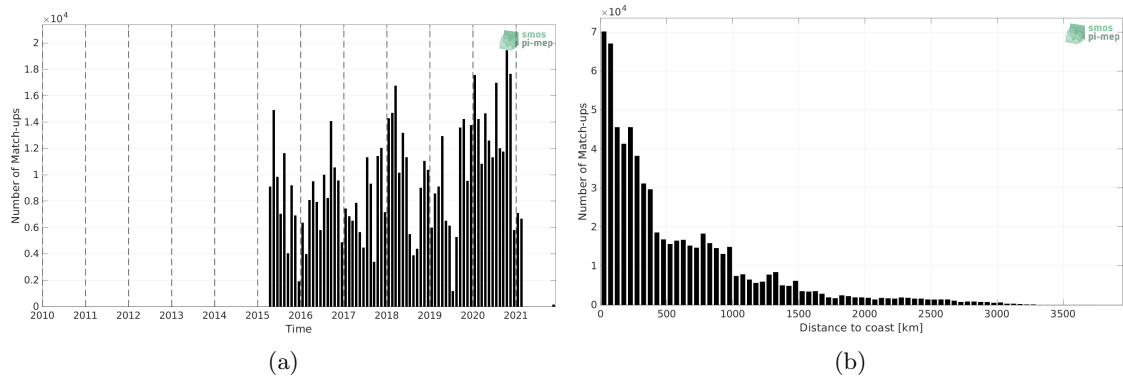 ×10⁴
smos
pi-mep
2
1.8
1.6
1.4
1.2
1
0.8
0.6
0.4
0.2
0
Number of Match-ups
2010 2011 2012 2013 2014 2015 2016 2017 2018 2019 2020 2021
Time
(a)
×10⁴
smos
pi-mep
7
6
5
4
3
2
1
0
Number of Match-ups
0 500 1000 1500 2000 2500 3000 3500
Distance to coast [km]
(b)